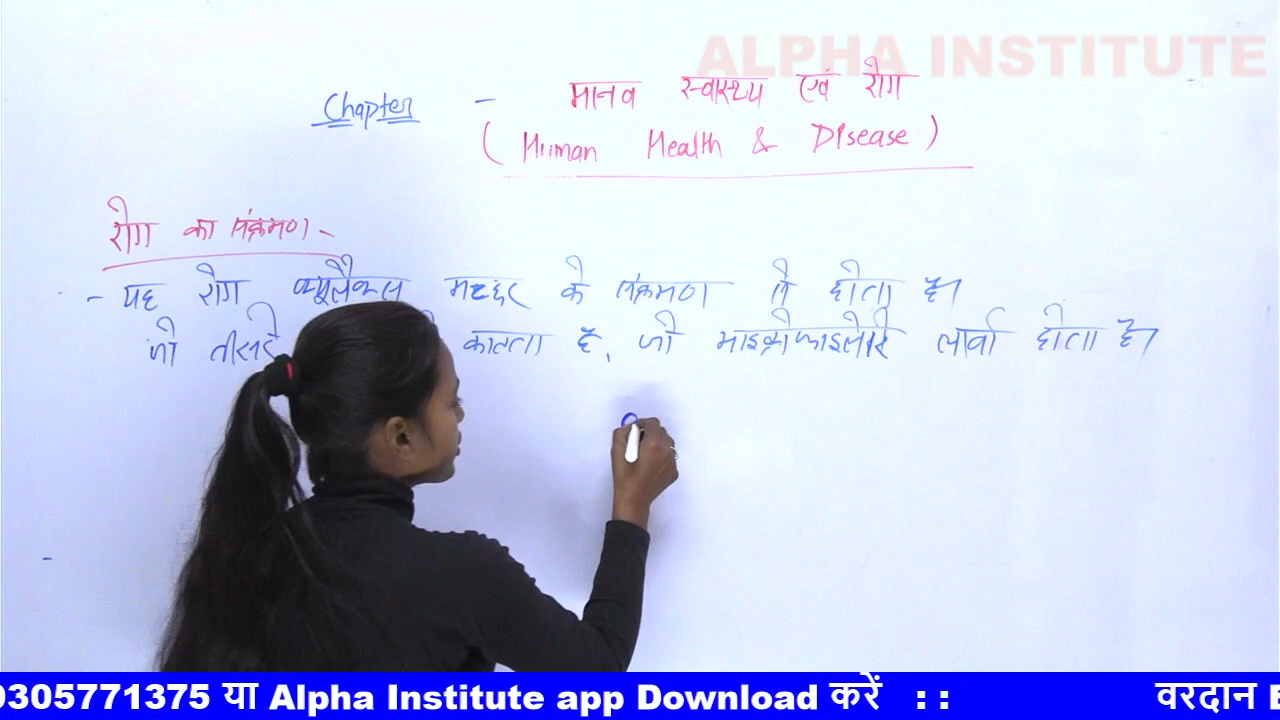 ALPHA INSTITUTE
Chapter - मानव स्वास्थ्य एवं रोग
(Human Health & Disease)
रोग का संक्रमण -
- यह रोग क्यूलैक्स मच्छर के संक्रमण से होता है।
जो तीसरे काटता है, जो माइक्रोफाइलेरि लार्वा होता है।
9305771375 या Alpha Institute app Download करें : : वरदान